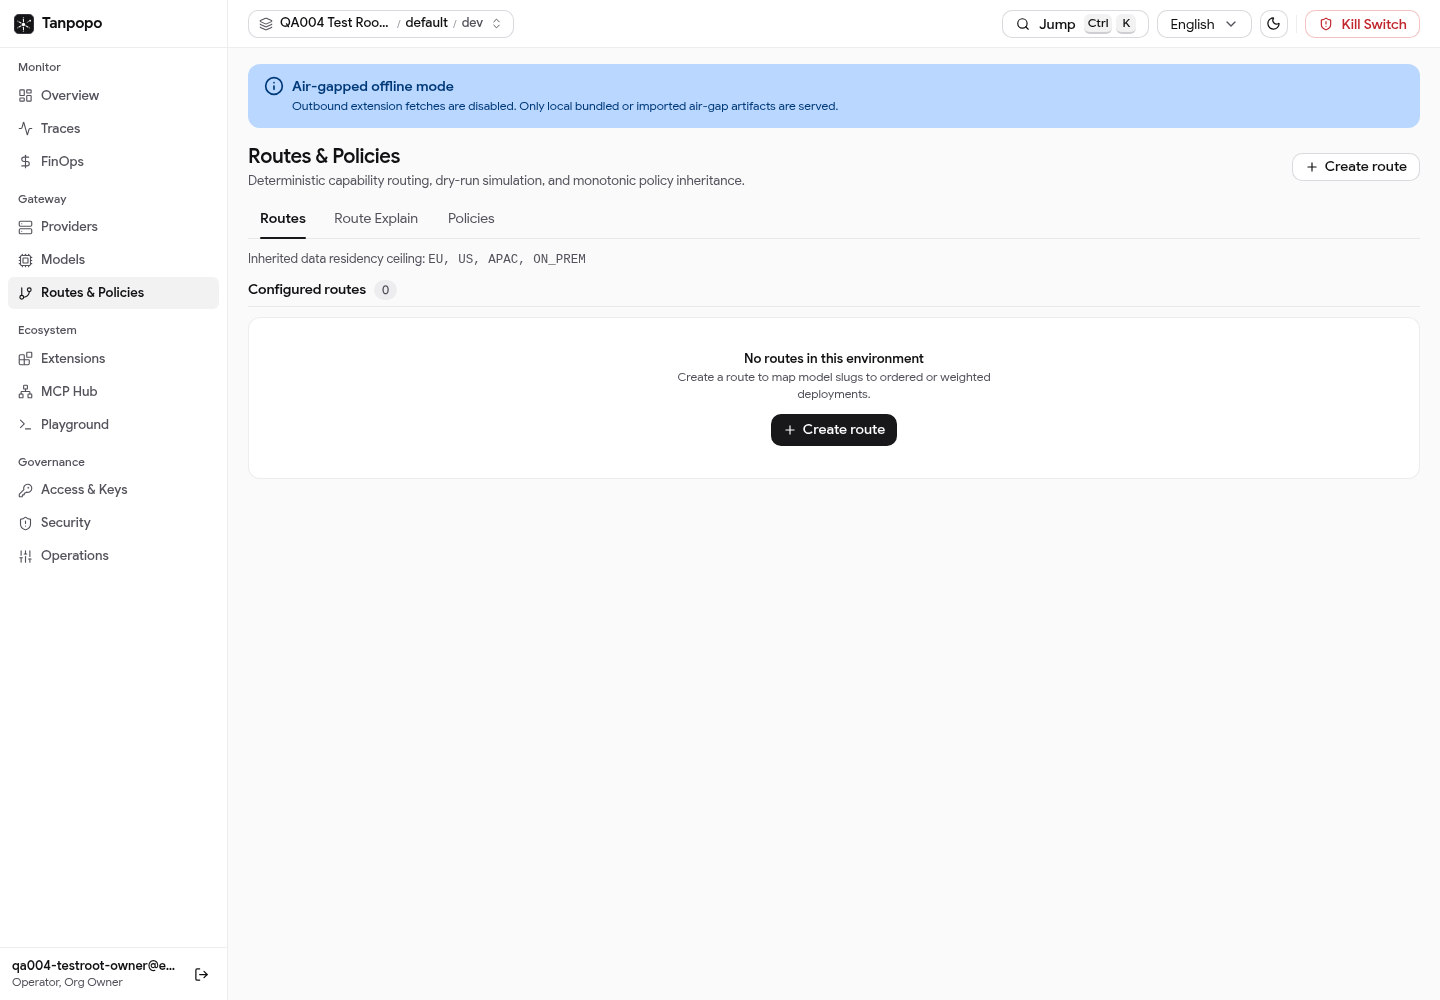 Tanpopo
QA004 Test Roo... / default / dev
Jump Ctrl K
English
Kill Switch
Monitor
Overview
Traces
FinOps
Gateway
Providers
Models
Routes & Policies
Ecosystem
Extensions
MCP Hub
Playground
Governance
Access & Keys
Security
Operations
qa004-testroot-owner@e...
Operator, Org Owner
Air-gapped offline mode
Outbound extension fetches are disabled. Only local bundled or imported air-gap artifacts are served.
Routes & Policies
Deterministic capability routing, dry-run simulation, and monotonic policy inheritance.
Create route
Routes Route Explain Policies
Inherited data residency ceiling: EU, US, APAC, ON_PREM
Configured routes 0
No routes in this environment
Create a route to map model slugs to ordered or weighted
deployments.
Create route